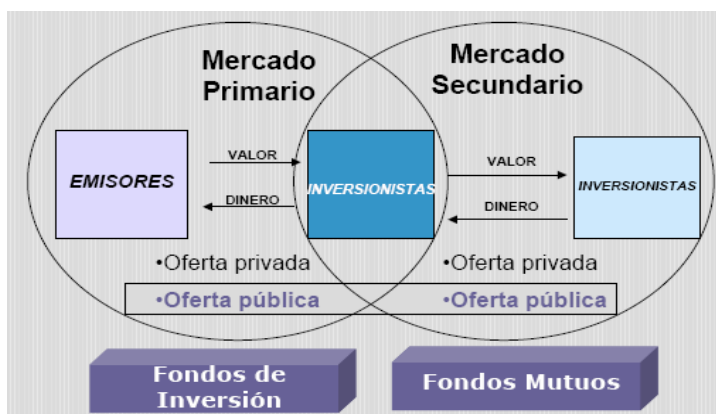 Mercado
Primario
Mercado
Secundario
EMISORES
VALOR
DINERO
INVERSIONISTAS
VALOR
DINERO
INVERSIONISTAS
•Oferta privada
•Oferta privada
•Oferta pública
•Oferta pública
Fondos de
Inversión
Fondos Mutuos